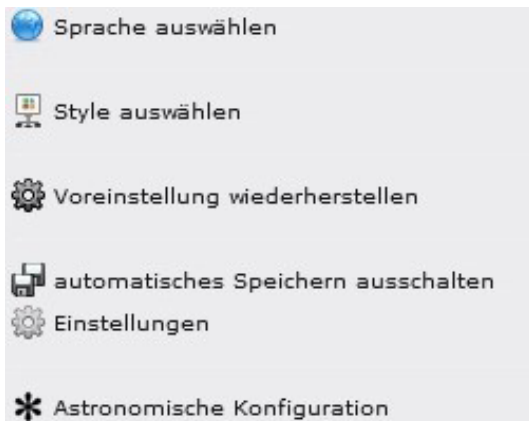 Sprache auswählen
Style auswählen
Voreinstellung wiederherstellen
automatisches Speichern ausschalten
Einstellungen
Astronomische Konfiguration